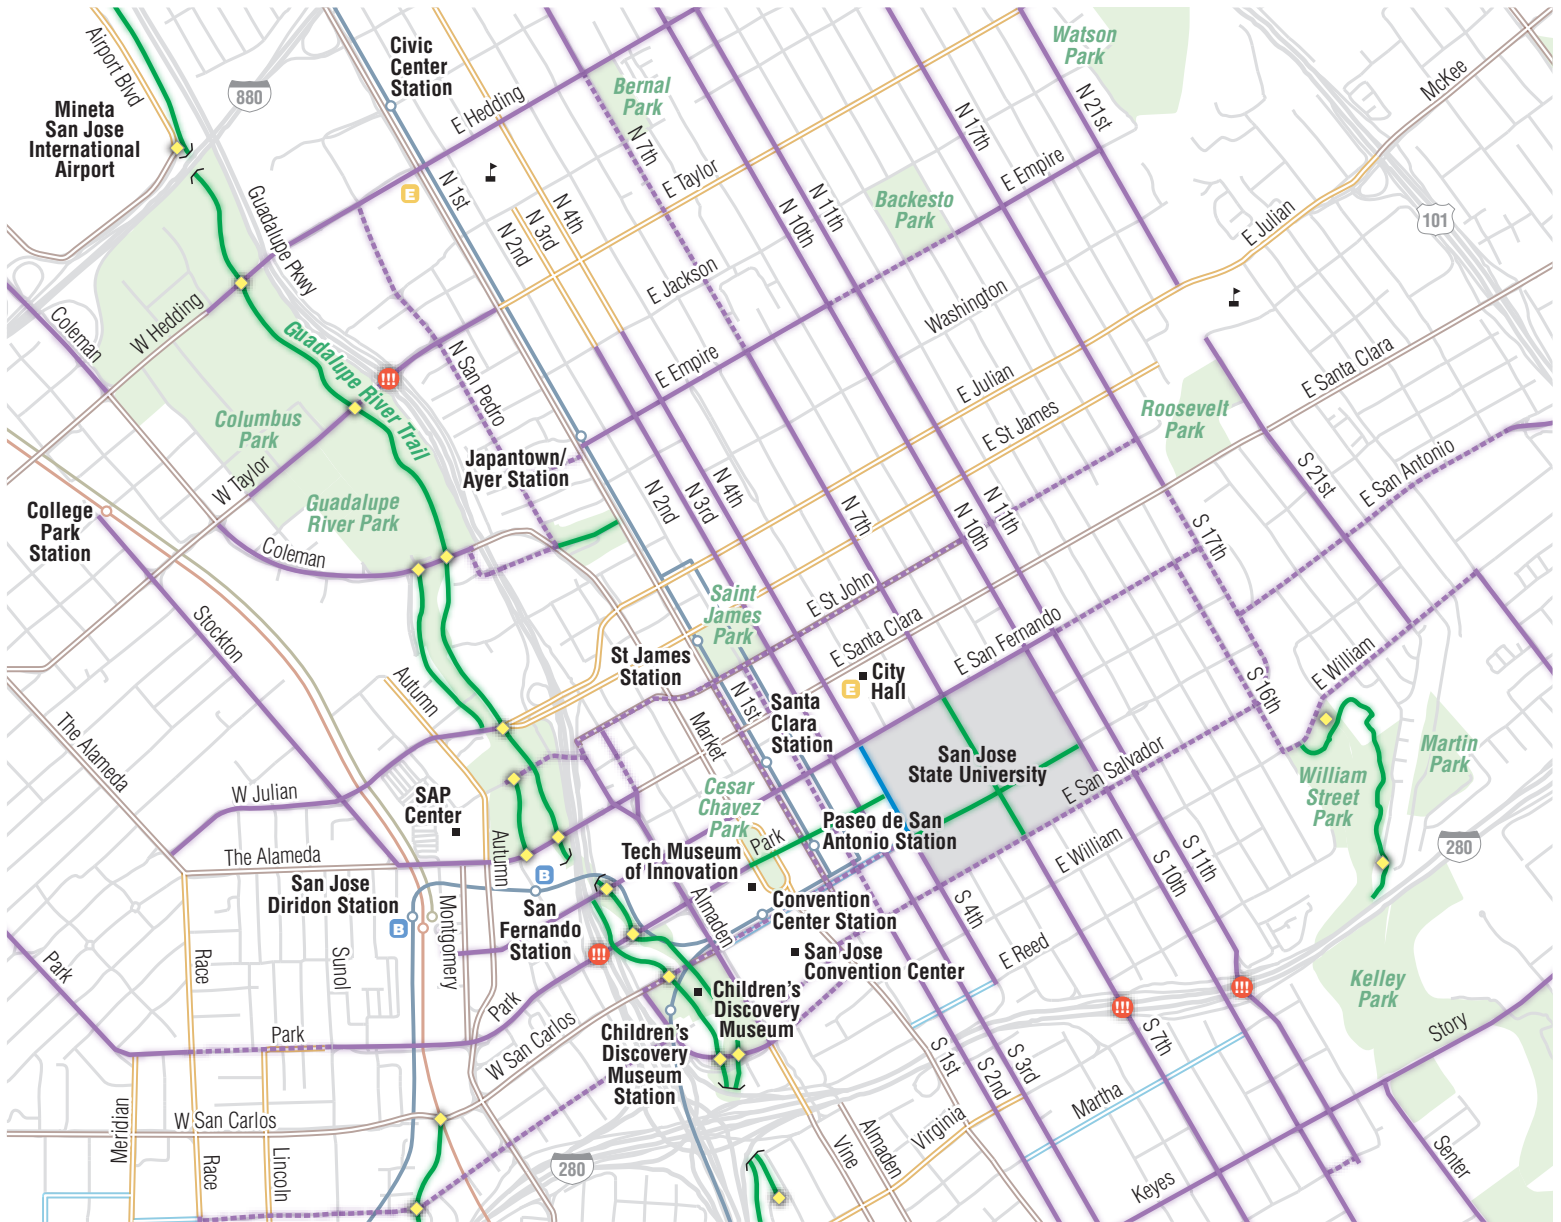 Airport Blvd
880
Mineta
San Jose
International
Airport
Civic
Center
Station
E Hedding
Bernal
Park
N 7th
Watson
Park
N 21st
N 17th
McKee
101
E Julian
E Empire
Backesto
Park
E Taylor
N 11th
N 10th
N 1st
N 4th
N 3rd
N 2nd
Guadalupe Pkwy
E Jackson
Washington
Coleman
W Hedding
Guadalupe River Trail
N San Pedro
E Empire
E Julian
E St James
E Santa Clara
Roosevelt
Park
Columbus
Park
W Taylor
Guadalupe
River Park
Japantown/
Ayer Station
S 21st
E San Antonio
College
Park
Station
Coleman
N 2nd
N 3rd
N 4th
N 7th
N 10th
N 11th
S 17th
Stockton
Saint
James
Park
E St John
E Santa Clara
E San Fernando
St James
Station
City
Hall
S 16th
E William
Autumn
The Alameda
Market
N 1st
Santa
Clara
Station
San Jose
State University
E San Salvador
Martin
Park
William
Street
Park
W Julian
SAP
Center
Cesar
Chavez
Park
Park
Paseo de San
Antonio Station
E William
280
The Alameda
Autumn
Tech Museum
of Innovation
S 10th
S 11th
San Jose
Diridon Station
B
B
E
E
Montgomery
San
Fernando
Station
Almaden
Convention
Center Station
S 4th
San Jose
Convention Center
E Reed
Park
Race
Sunol
Park
Park
W San Carlos
Children's
Discovery
Museum
Children's
Discovery
Museum
Station
Kelley
Park
Story
S 7th
S 1st
S 2nd
S 3rd
Martha
Meridian
W San Carlos
Race
Lincoln
280
Vine
Almaden
Virginia
Keyes
Senter
!!!
!!!
!!!
!!!